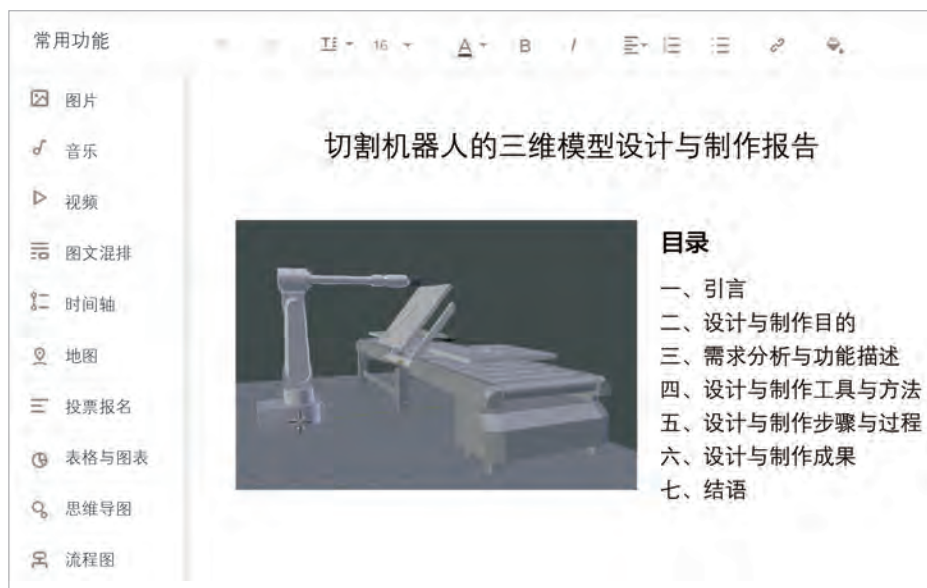 常用功能
16
A
B
I
图片
音乐
视频
图文混排
时间轴
地图
投票报名
表格与图表
思维导图
流程图
切割机器人的三维模型设计与制作报告
目录
一、引言
二、设计与制作目的
三、需求分析与功能描述
四、设计与制作工具与方法
五、设计与制作步骤与过程
六、设计与制作成果
七、结语